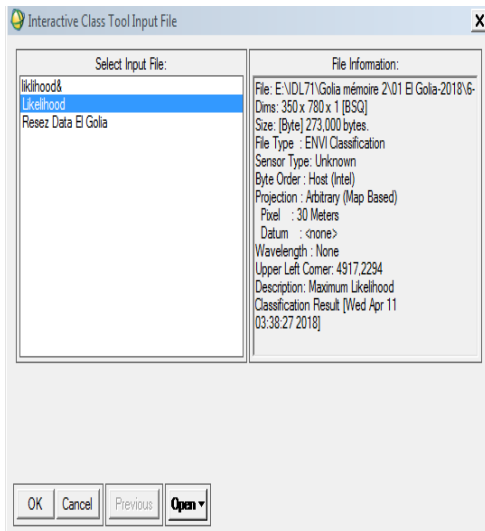 Interactive Class Tool Input File
X
Select Input File:
liklihood&
Likelihood
Resez Data El Golia
File Information:
File: E:\IDL71\Golia mémoire 2\01 El Golia-2018\6-
Dims: 350 x 780 x 1 [BSQ]
Size: [Byte] 273,000 bytes.
File Type : ENVI Classification
Sensor Type: Unknown
Byte Order : Host (Intel)
Projection : Arbitrary (Map Based)
Pixel : 30 Meters
Datum : <none>
Wavelength : None
Upper Left Corner: 4917,2294
Description: Maximum Likelihood
Classification Result [Wed Apr 11
03:38:27 2018]
OK Cancel Previous Open